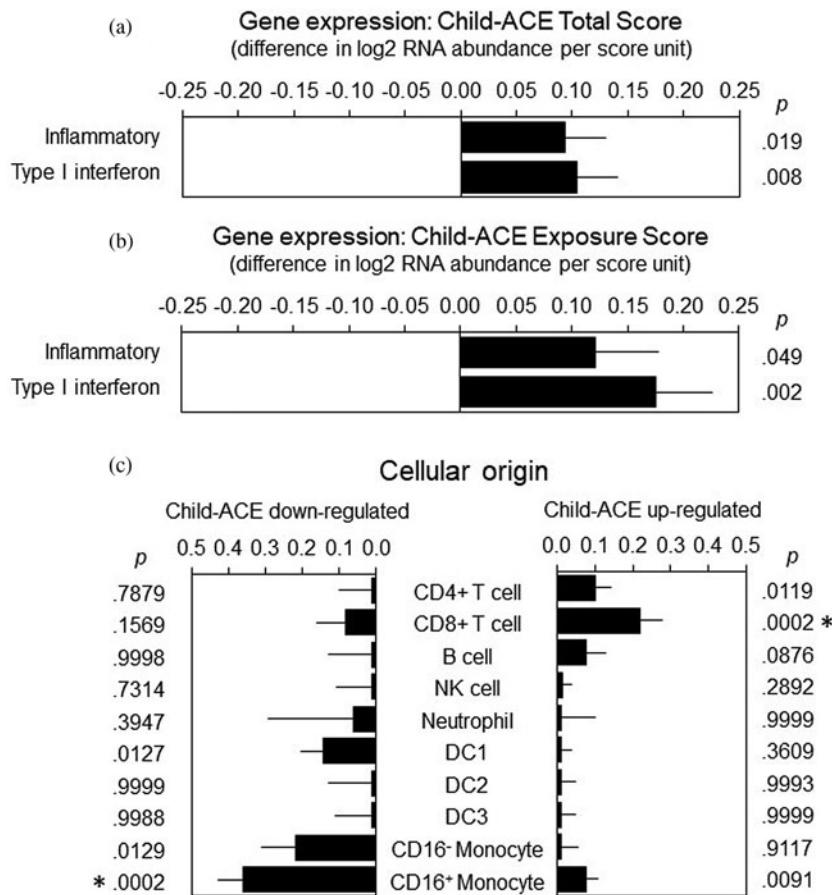 (a) Gene expression: Child-ACE Total Score
(difference in log2 RNA abundance per score unit)
-0.25 -0.20 -0.15 -0.10 -0.05 0.00 0.05 0.10 0.15 0.20 0.25 p
Inflammatory .019
Type I interferon .008
(b) Gene expression: Child-ACE Exposure Score
(difference in log2 RNA abundance per score unit)
-0.25 -0.20 -0.15 -0.10 -0.05 0.00 0.05 0.10 0.15 0.20 0.25 p
Inflammatory .049
Type I interferon .002
(c) Cellular origin
Child-ACE down-regulated Child-ACE up-regulated
p 0.5 0.4 0.3 0.2 0.1 0.0 0.0 0.1 0.2 0.3 0.4 0.5 p
.7879 CD4+ T cell .0119
.1569 CD8+ T cell .0002 *
.9998 B cell .0876
.7314 NK cell .2892
.3947 Neutrophil .9999
.0127 DC1 .3609
.9999 DC2 .9993
.9988 DC3 .9999
.0129 CD16⁻ Monocyte .9117
* .0002 CD16⁺ Monocyte .0091